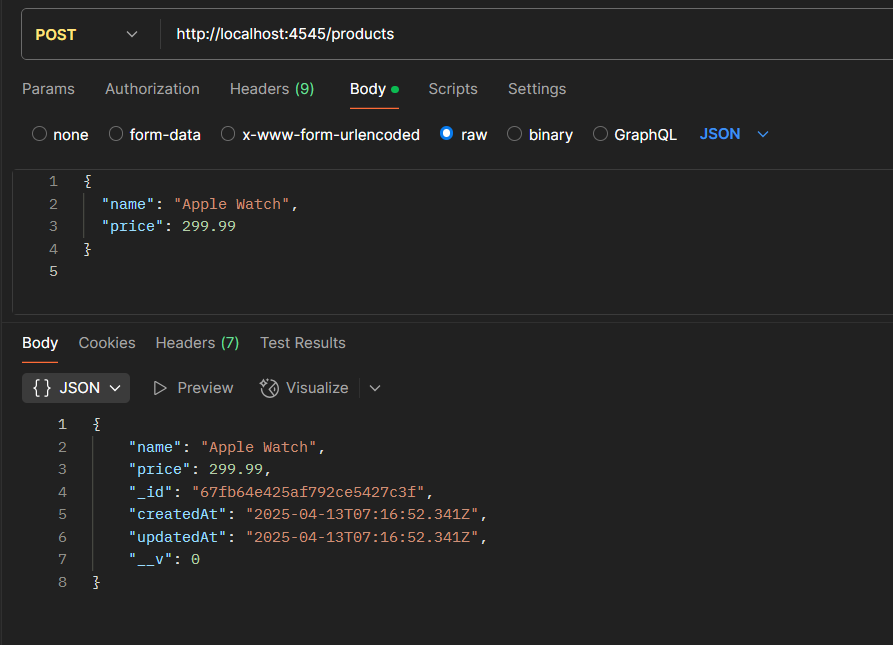 POST http://localhost:4545/products
Params Authorization Headers (9) Body Scripts Settings
none form-data x-www-form-urlencoded raw binary GraphQL JSON
1 {
2 "name": "Apple Watch",
3 "price": 299.99
4 }
5
Body Cookies Headers (7) Test Results
{} JSON Preview Visualize
1 {
2 "name": "Apple Watch",
3 "price": 299.99,
4 "_id": "67fb64e425af792ce5427c3f",
5 "createdAt": "2025-04-13T07:16:52.341Z",
6 "updatedAt": "2025-04-13T07:16:52.341Z",
7 "__v": 0
8 }